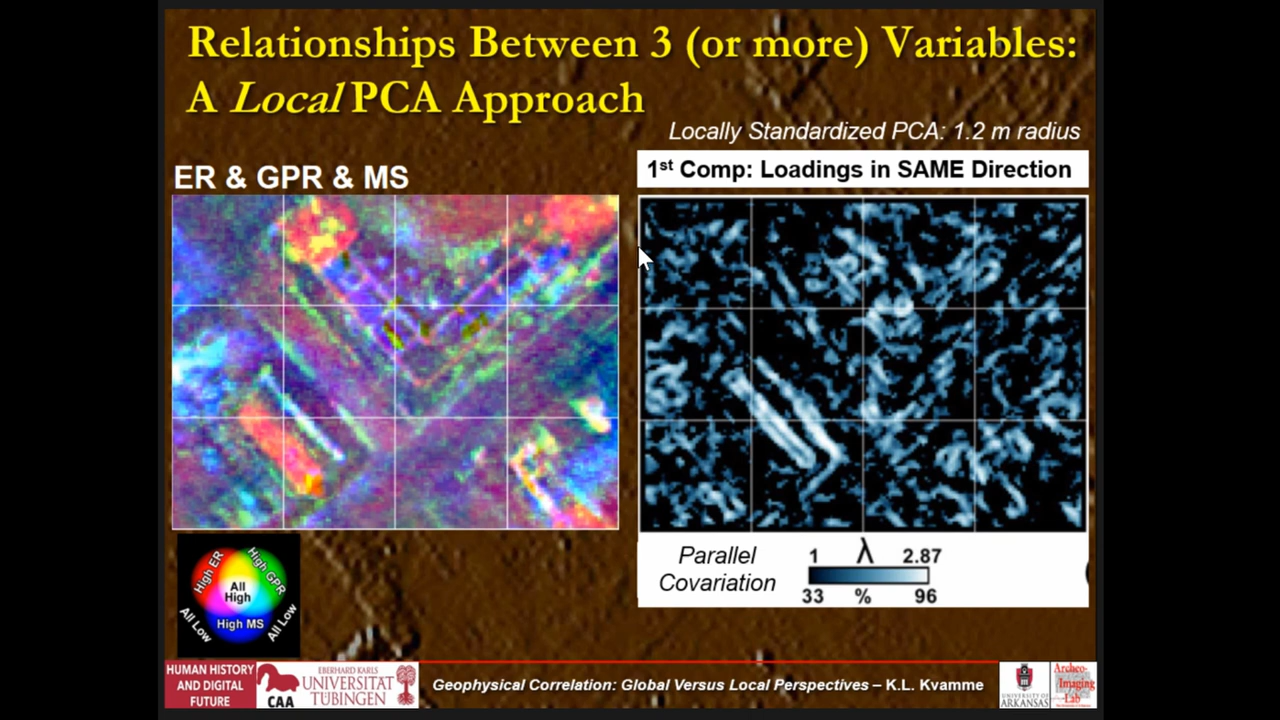 Relationships Between 3 (or more) Variables:
A Local PCA Approach
Locally Standardized PCA: 1.2 m radius
ER & GPR & MS
1st Comp: Loadings in SAME Direction
High ER
High GPR
All
High
High MS
All Low
All Low
Parallel
Covariation
1 λ 2.87
33 % 96
HUMAN HISTORY
AND DIGITAL
FUTURE
CAA
EBERHARD KARLS
UNIVERSITÄT
TÜBINGEN
Geophysical Correlation: Global Versus Local Perspectives – K.L. Kvamme
UNIVERSITY OF
ARKANSAS
Archeo-
Imaging
Lab